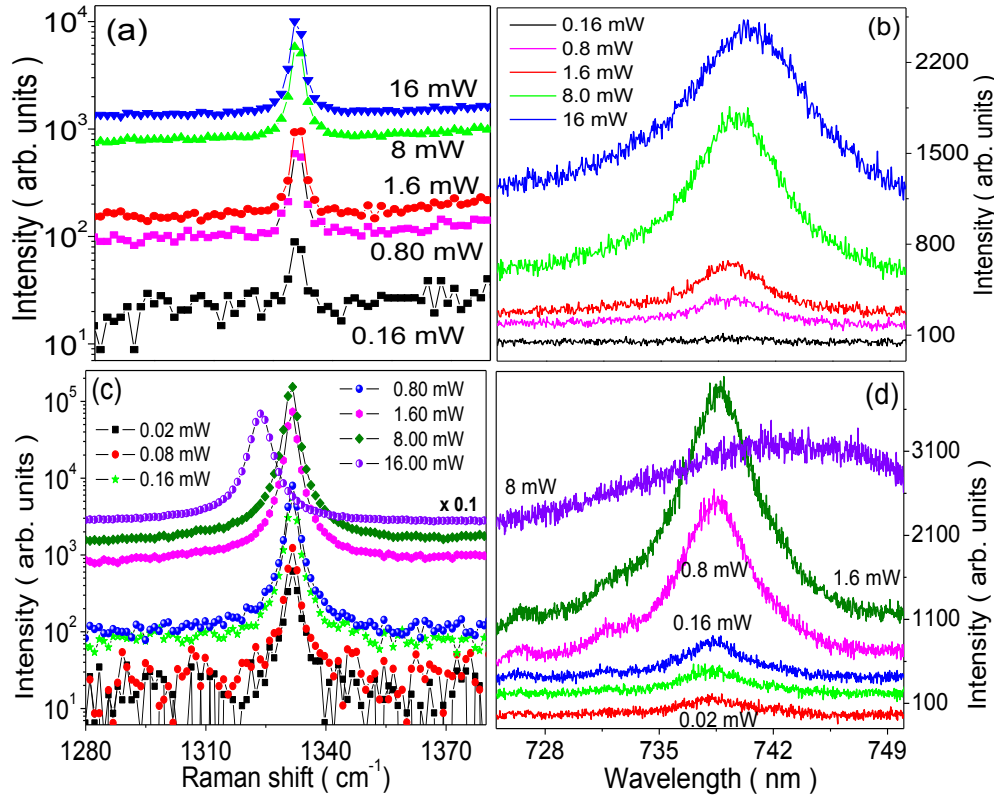 (a)
16 mW
8 mW
1.6 mW
0.80 mW
0.16 mW
10⁴
10³
10²
10¹
Intensity ( arb. units )
(b)
0.16 mW
0.8 mW
1.6 mW
8.0 mW
16 mW
2200
1500
800
100
Intensity ( arb. units )
(c)
0.02 mW
0.08 mW
0.16 mW
0.80 mW
1.60 mW
8.00 mW
16.00 mW
x 0.1
10⁵
10⁴
10³
10²
10¹
Intensity ( arb. units )
1280
1310
1340
1370
Raman shift ( cm⁻¹ )
(d)
8 mW
0.8 mW
1.6 mW
0.16 mW
0.02 mW
3100
2100
1100
100
Intensity ( arb. units )
728
735
742
749
Wavelength ( nm )